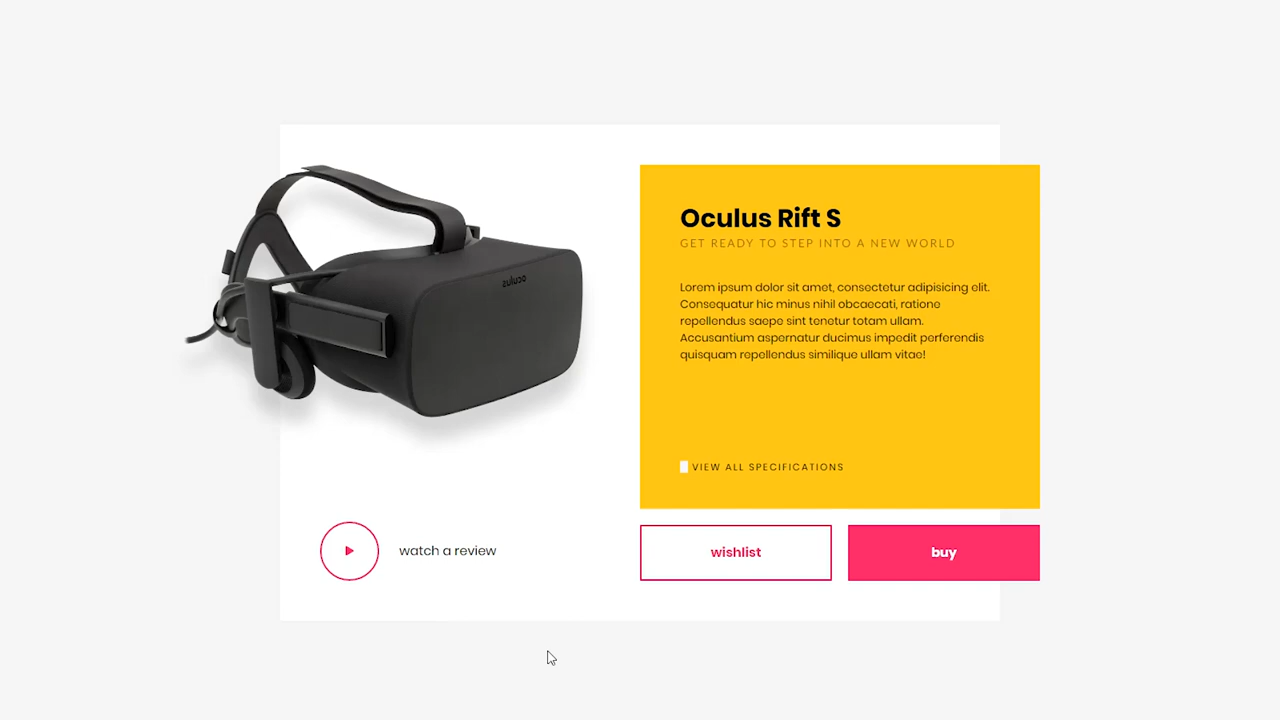 oculus
Oculus Rift S
GET READY TO STEP INTO A NEW WORLD
Lorem ipsum dolor sit amet, consectetur adipisicing elit.
Consequatur hic minus nihil obcaecati, ratione
repellendus saepe sint tenetur totam ullam.
Accusantium aspernatur ducimus impedit perferendis
quisquam repellendus similique ullam vitae!
VIEW ALL SPECIFICATIONS
watch a review
wishlist
buy